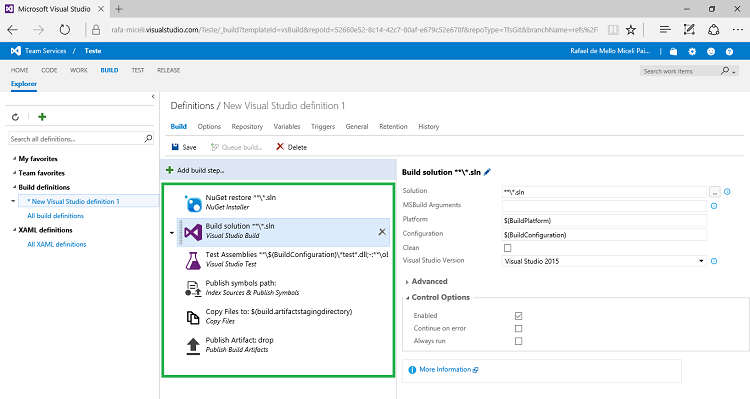 Microsoft Visual Studio
rafa-miceli.visualstudio.com/Teste/_build?templateId=vsBuild&repoId=52660e52-8c14-42c7-80af-e679c52e678f&repoType=TfsGit&branchName=refs%2Fl
Team Services / Teste
Rafael de Mello Miceli Pai...
HOME CODE WORK BUILD TEST RELEASE
Search work items
Explorer
Search all definitions...
My favorites
Team favorites
Build definitions
* New Visual Studio definition 1
All build definitions
XAML definitions
All XAML definitions
Definitions / New Visual Studio definition 1
Build Options Repository Variables Triggers General Retention History
Save Queue build... Delete
Add build step...
NuGet restore **\*.sln
NuGet Installer
Build solution **\*.sln
Visual Studio Build
Test Assemblies **\$(BuildConfiguration)\*test*.dll;-:**\ol
Visual Studio Test
Publish symbols path:
Index Sources & Publish Symbols
Copy Files to: $(build.artifactstagingdirectory)
Copy Files
Publish Artifact: drop
Publish Build Artifacts
Build solution **\*.sln
Solution **\*.sln ...
MSBuild Arguments
Platform $(BuildPlatform)
Configuration $(BuildConfiguration)
Clean
Visual Studio Version Visual Studio 2015
Advanced
Control Options
Enabled
Continue on error
Always run
More Information